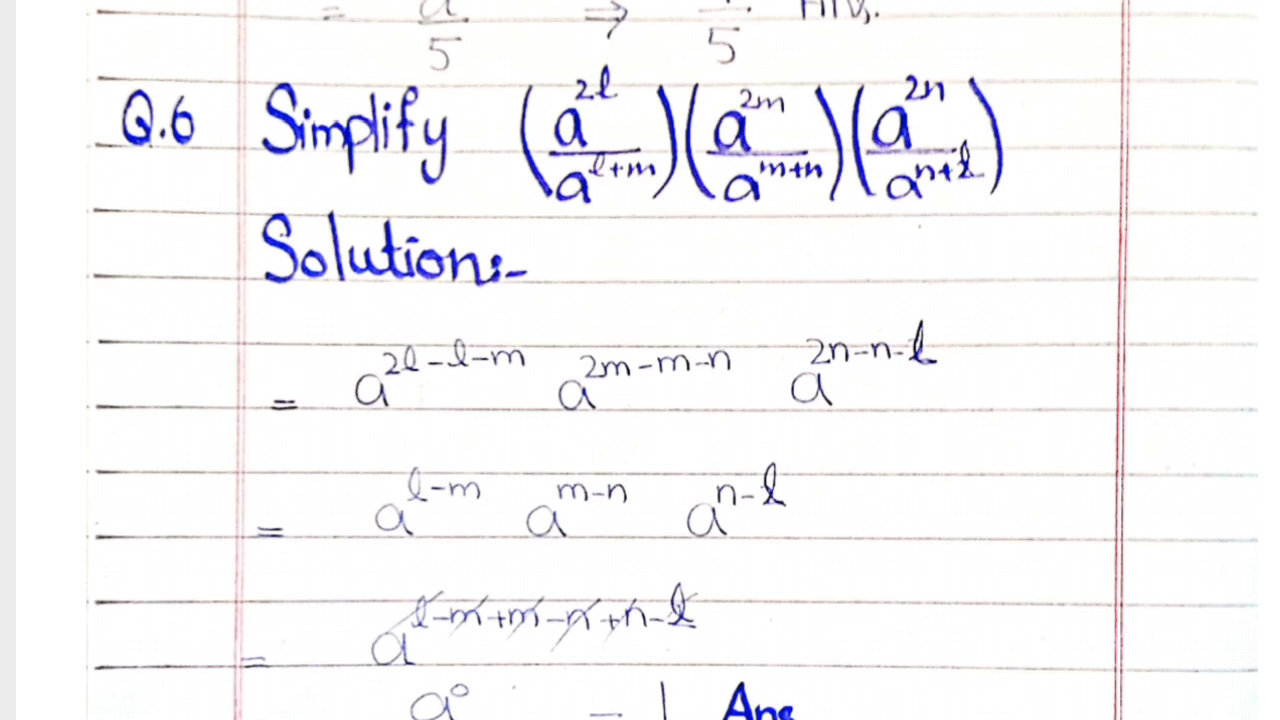 = a/5 ⇒ /5 Ans.
Q.6 Simplify (a^{2l}/a^{l+m})(a^{2m}/a^{m+n})(a^{2n}/a^{n+l})
Solution:-
= a^{2l-l-m} a^{2m-m-n} a^{2n-n-l}
= a^{l-m} a^{m-n} a^{n-l}
= a^{l-m+m-n+n-l}
= a^0 = 1 Ans